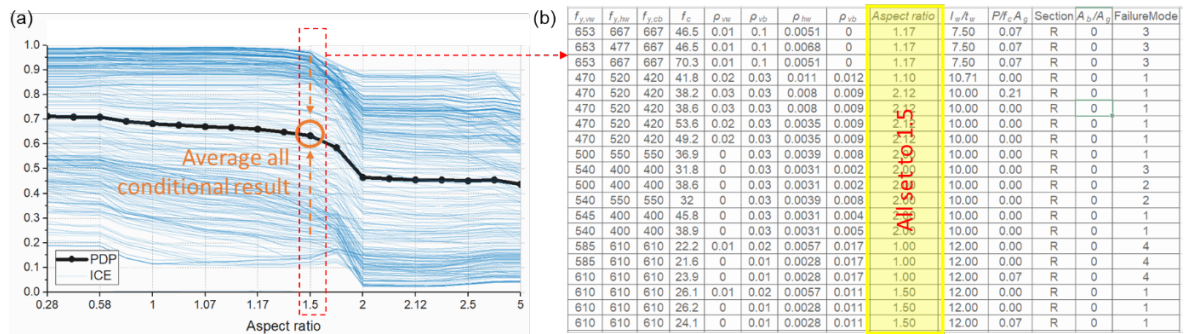 (a)
1.0
0.9
0.8
0.7
0.6
0.5
0.4
0.3
0.2
0.1
0.0
Average all
conditional result
PDP
ICE
0.28 0.58 1 1.07 1.17 1.5 2 2.12 2.5 5
Aspect ratio
(b)
f_y,vw f_y,hw f_y,cb f_c ρ_vw ρ_vb ρ_hw ρ_vb Aspect ratio l_w/t_w P/f_cA_g Section A_b/A_g FailureMode
653 667 667 46.5 0.01 0.1 0.0051 0 1.17 7.50 0.07 R 0 3
653 477 667 46.5 0.01 0.1 0.0068 0 1.17 7.50 0.07 R 0 3
653 667 667 70.3 0.01 0.1 0.0051 0 1.17 7.50 0.07 R 0 3
470 520 420 41.8 0.02 0.03 0.011 0.012 1.10 10.71 0.00 R 0 1
470 520 420 38.2 0.03 0.03 0.008 0.009 2.12 10.00 0.21 R 0 1
470 520 420 38.6 0.03 0.03 0.008 0.009 2.12 10.00 0.00 R 0 1
470 520 420 53.6 0.02 0.03 0.0035 0.009 2.12 10.00 0.00 R 0 1
470 520 420 49.2 0.02 0.03 0.0035 0.009 10.00 0.00 R 0 1
500 550 550 36.9 0 0.03 0.0039 0.008 10.00 0.00 R 0 1
540 400 400 31.8 0 0.03 0.0031 0.002 10.00 0.00 R 0 3
500 400 400 38.6 0 0.03 0.0031 0.002 10.00 0.00 R 0 2
540 550 550 32 0 0.03 0.0039 0.008 10.00 0.00 R 0 2
545 400 400 45.8 0 0.03 0.0031 0.004 10.00 0.00 R 0 1
540 400 400 38.9 0 0.03 0.0031 0.005 2.00 10.00 0.00 R 0 1
585 610 610 22.2 0.01 0.02 0.0057 0.017 1.00 12.00 0.00 R 0 4
585 610 610 21.6 0 0.01 0.0028 0.017 1.00 12.00 0.00 R 0 4
610 610 610 23.9 0 0.01 0.0028 0.017 1.00 12.00 0.07 R 0 4
610 610 610 26.1 0.01 0.02 0.0057 0.011 1.50 12.00 0.00 R 0 1
610 610 610 26.2 0 0.01 0.0028 0.011 1.50 12.00 0.00 R 0 1
610 610 610 24.1 0 0.01 0.0028 0.011 1.50 12.00 0.07 R 0 1
All set to 1.5